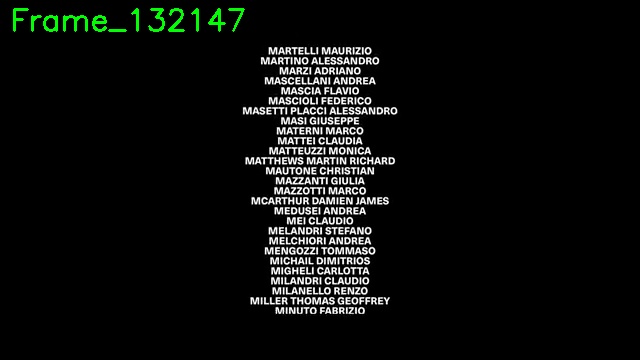 Frame_132147
MARTELLI MAURIZIO
MARTINO ALESSANDRO
MARZI ADRIANO
MASCELLANI ANDREA
MASCIA FLAVIO
MASCIOLI FEDERICO
MASETTI PLACCI ALESSANDRO
MASI GIUSEPPE
MATERNI MARCO
MATTEI CLAUDIA
MATTEUZZI MONICA
MATTHEWS MARTIN RICHARD
MAUTONE CHRISTIAN
MAZZANTI GIULIA
MAZZOTTI MARCO
MCARTHUR DAMIEN JAMES
MEDUSEI ANDREA
MEI CLAUDIO
MELANDRI STEFANO
MELCHIORI ANDREA
MENGOZZI TOMMASO
MICHAIL DIMITRIOS
MIGHELI CARLOTTA
MILANDRI CLAUDIO
MILANELLO RENZO
MILLER THOMAS GEOFFREY
MINUTO FABRIZIO